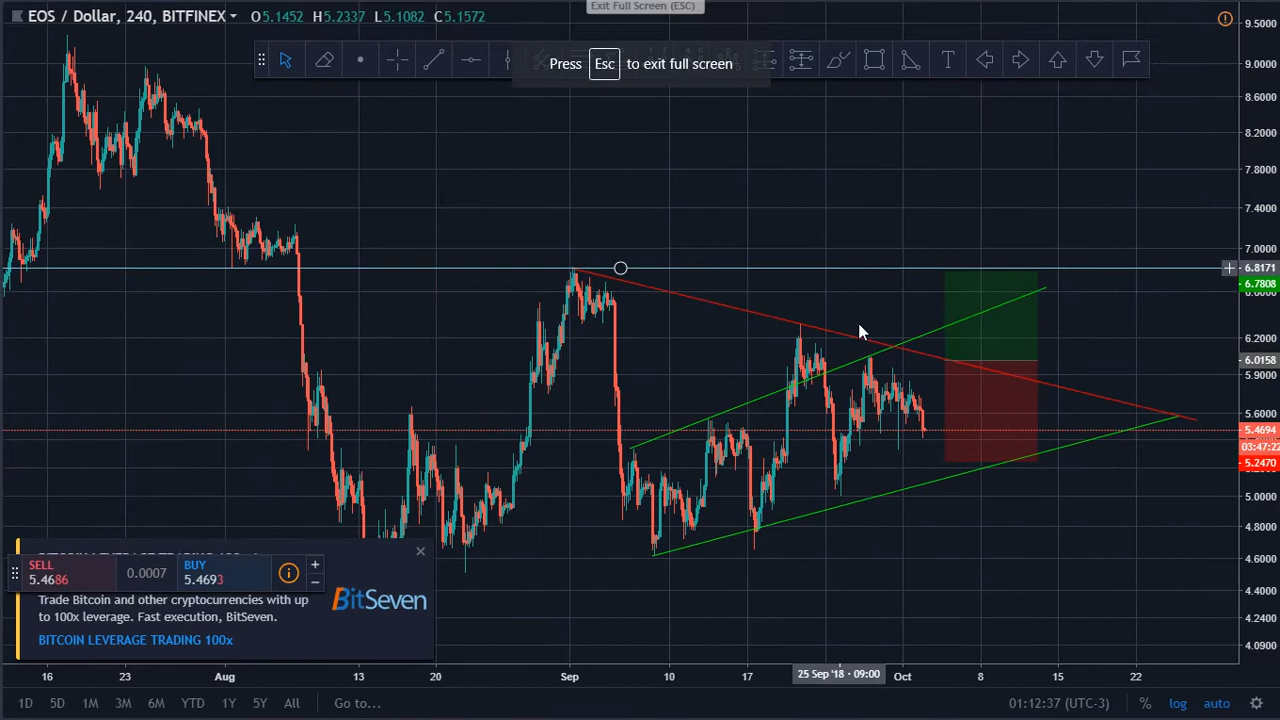 Exit Full Screen (ESC)
EOS / Dollar, 240, BITFINEX O5.1452 H5.2337 L5.1082 C5.1572
Press Esc to exit full screen
T
9.5000
9.0000
8.6000
8.2000
7.8000
7.4000
7.0000
6.8171
6.7808
6.2000
6.0158
5.9000
5.6000
5.4694
03:47:22
5.2470
5.0000
4.8000
4.6000
4.4000
4.2400
4.0900
SELL
5.4686
0.0007
BUY
5.4693
Trade Bitcoin and other cryptocurrencies with up
to 100x leverage. Fast execution, BitSeven.
BITCOIN LEVERAGE TRADING 100x
BitSeven
16 23 Aug 13 20 Sep 10 17 25 Sep '18 · 09:00 Oct 8 15 22
1D 5D 1M 3M 6M YTD 1Y 5Y All Go to... 01:12:37 (UTC-3) % log auto